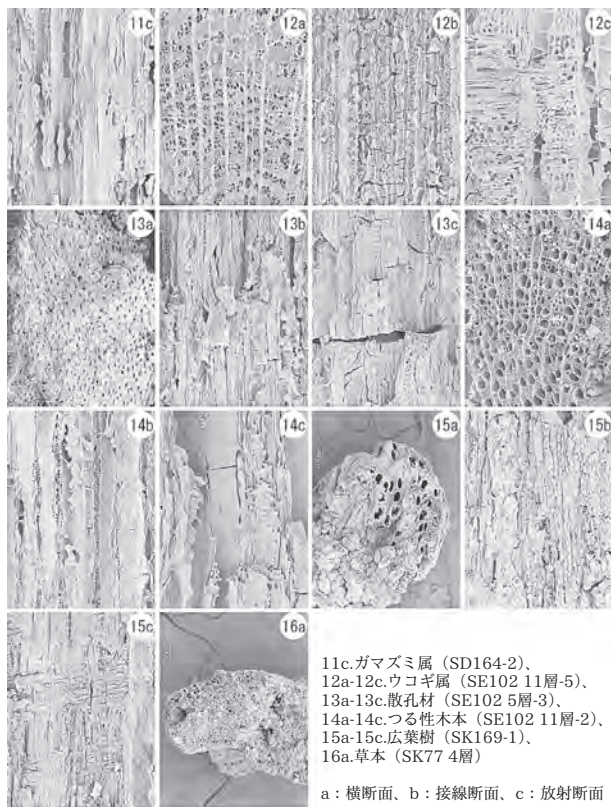 11c
12a
12b
12c
13a
13b
13c
14a
14b
14c
15a
15b
15c
16a
11c.ガマズミ属（SD164-2）、
12a-12c.ウコギ属（SE102 11層-5）、
13a-13c.散孔材（SE102 5層-3）、
14a-14c.つる性木本（SE102 11層-2）、
15a-15c.広葉樹（SK169-1）、
16a.草本（SK77 4層）
a：横断面、b：接線断面、c：放射断面